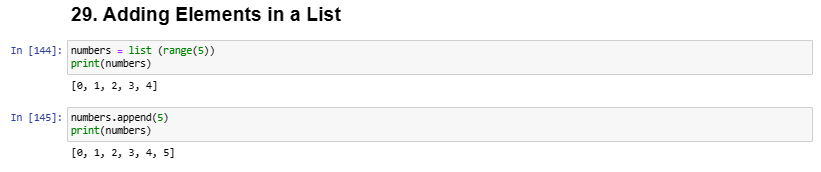 29. Adding Elements in a List
In [144]: numbers = list (range(5))
print(numbers)
[0, 1, 2, 3, 4]
In [145]: numbers.append(5)
print(numbers)
[0, 1, 2, 3, 4, 5]